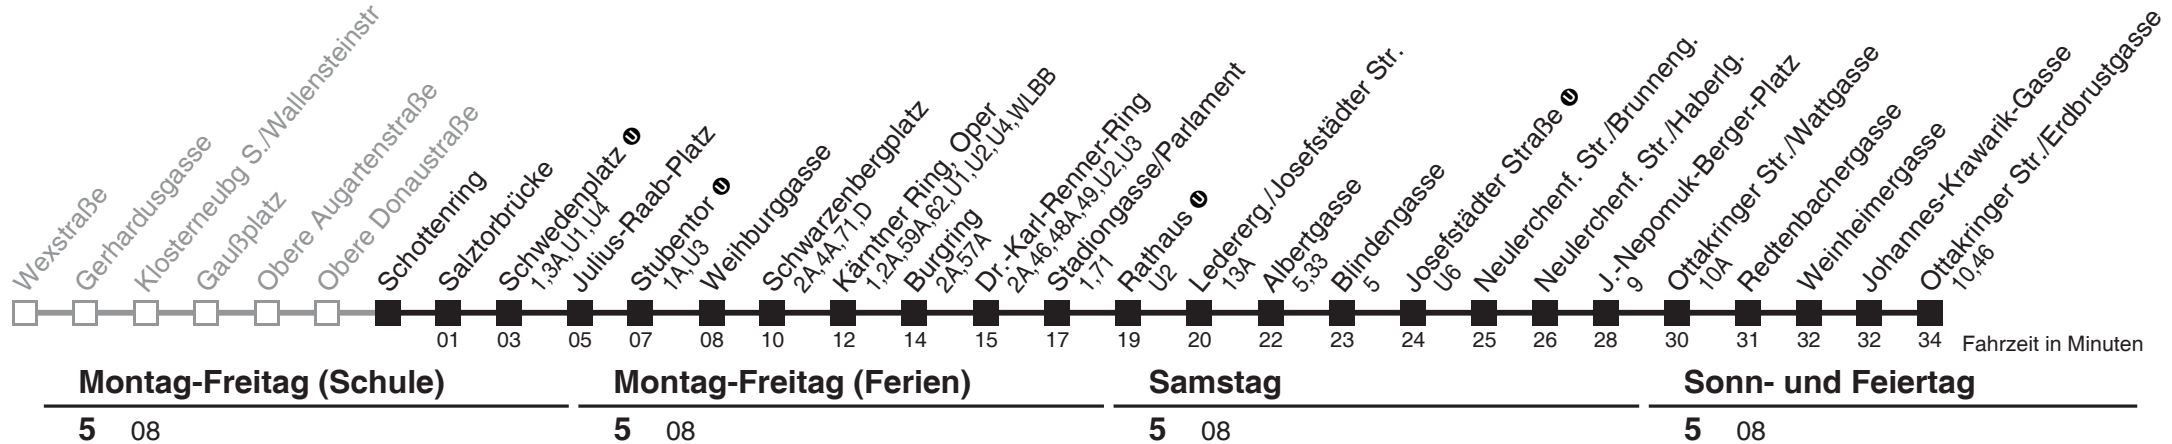 Wexstraße
Gerhardusgasse
Klosterneubg S./Wallensteinstr
Gaußplatz
Obere Augartenstraße
Obere Donaustraße
Schottenring
Salztorbrücke
Schwedenplatz U
1,3A,U1,U4
Julius-Raab-Platz
Stubentor U
1A,U3
Weihburggasse
Schwarzenbergplatz
2A,4A,71,D
Kärntner Ring, Oper
1,2A,59A,62,U1,U2,U4,WLBB
Burgring
2A,57A
Dr.-Karl-Renner-Ring
2A,46,48A,49,U2,U3
Stadiongasse/Parlament
1,71
Rathaus U
U2
Ledererg./Josefstädter Str.
13A
Albertgasse
5,33
Blindengasse
5
Josefstädter Straße U
U6
Neulerchenf. Str./Brunneng.
Neulerchenf. Str./Haberlg.
J.-Nepomuk-Berger-Platz
9
Ottakringer Str./Wattgasse
10A
Redtenbachergasse
Weinheimergasse
Johannes-Krawarik-Gasse
Ottakringer Str./Erdbrustgasse
10,46
01 03 05 07 08 10 12 14 15 17 19 20 22 23 24 25 26 28 30 31 32 32 34 Fahrzeit in Minuten
Montag-Freitag (Schule) Montag-Freitag (Ferien) Samstag Sonn- und Feiertag
5 08 5 08 5 08 5 08